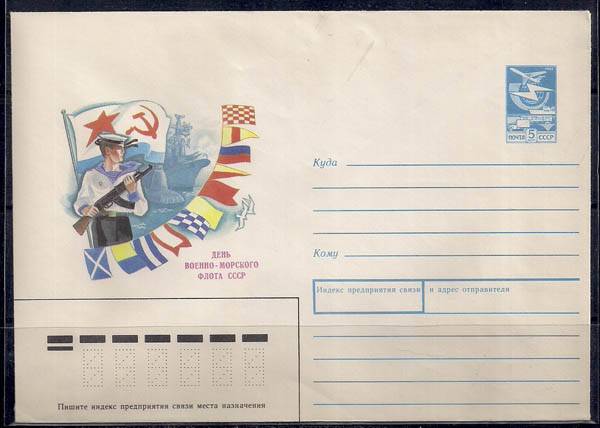 ПОЧТА 5 СССР
Куда
ДЕНЬ
ВОЕННО-МОРСКОГО
ФЛОТА СССР
Кому
Индекс предприятия связи и адрес отправителя
Пишите индекс предприятия связи места назначения